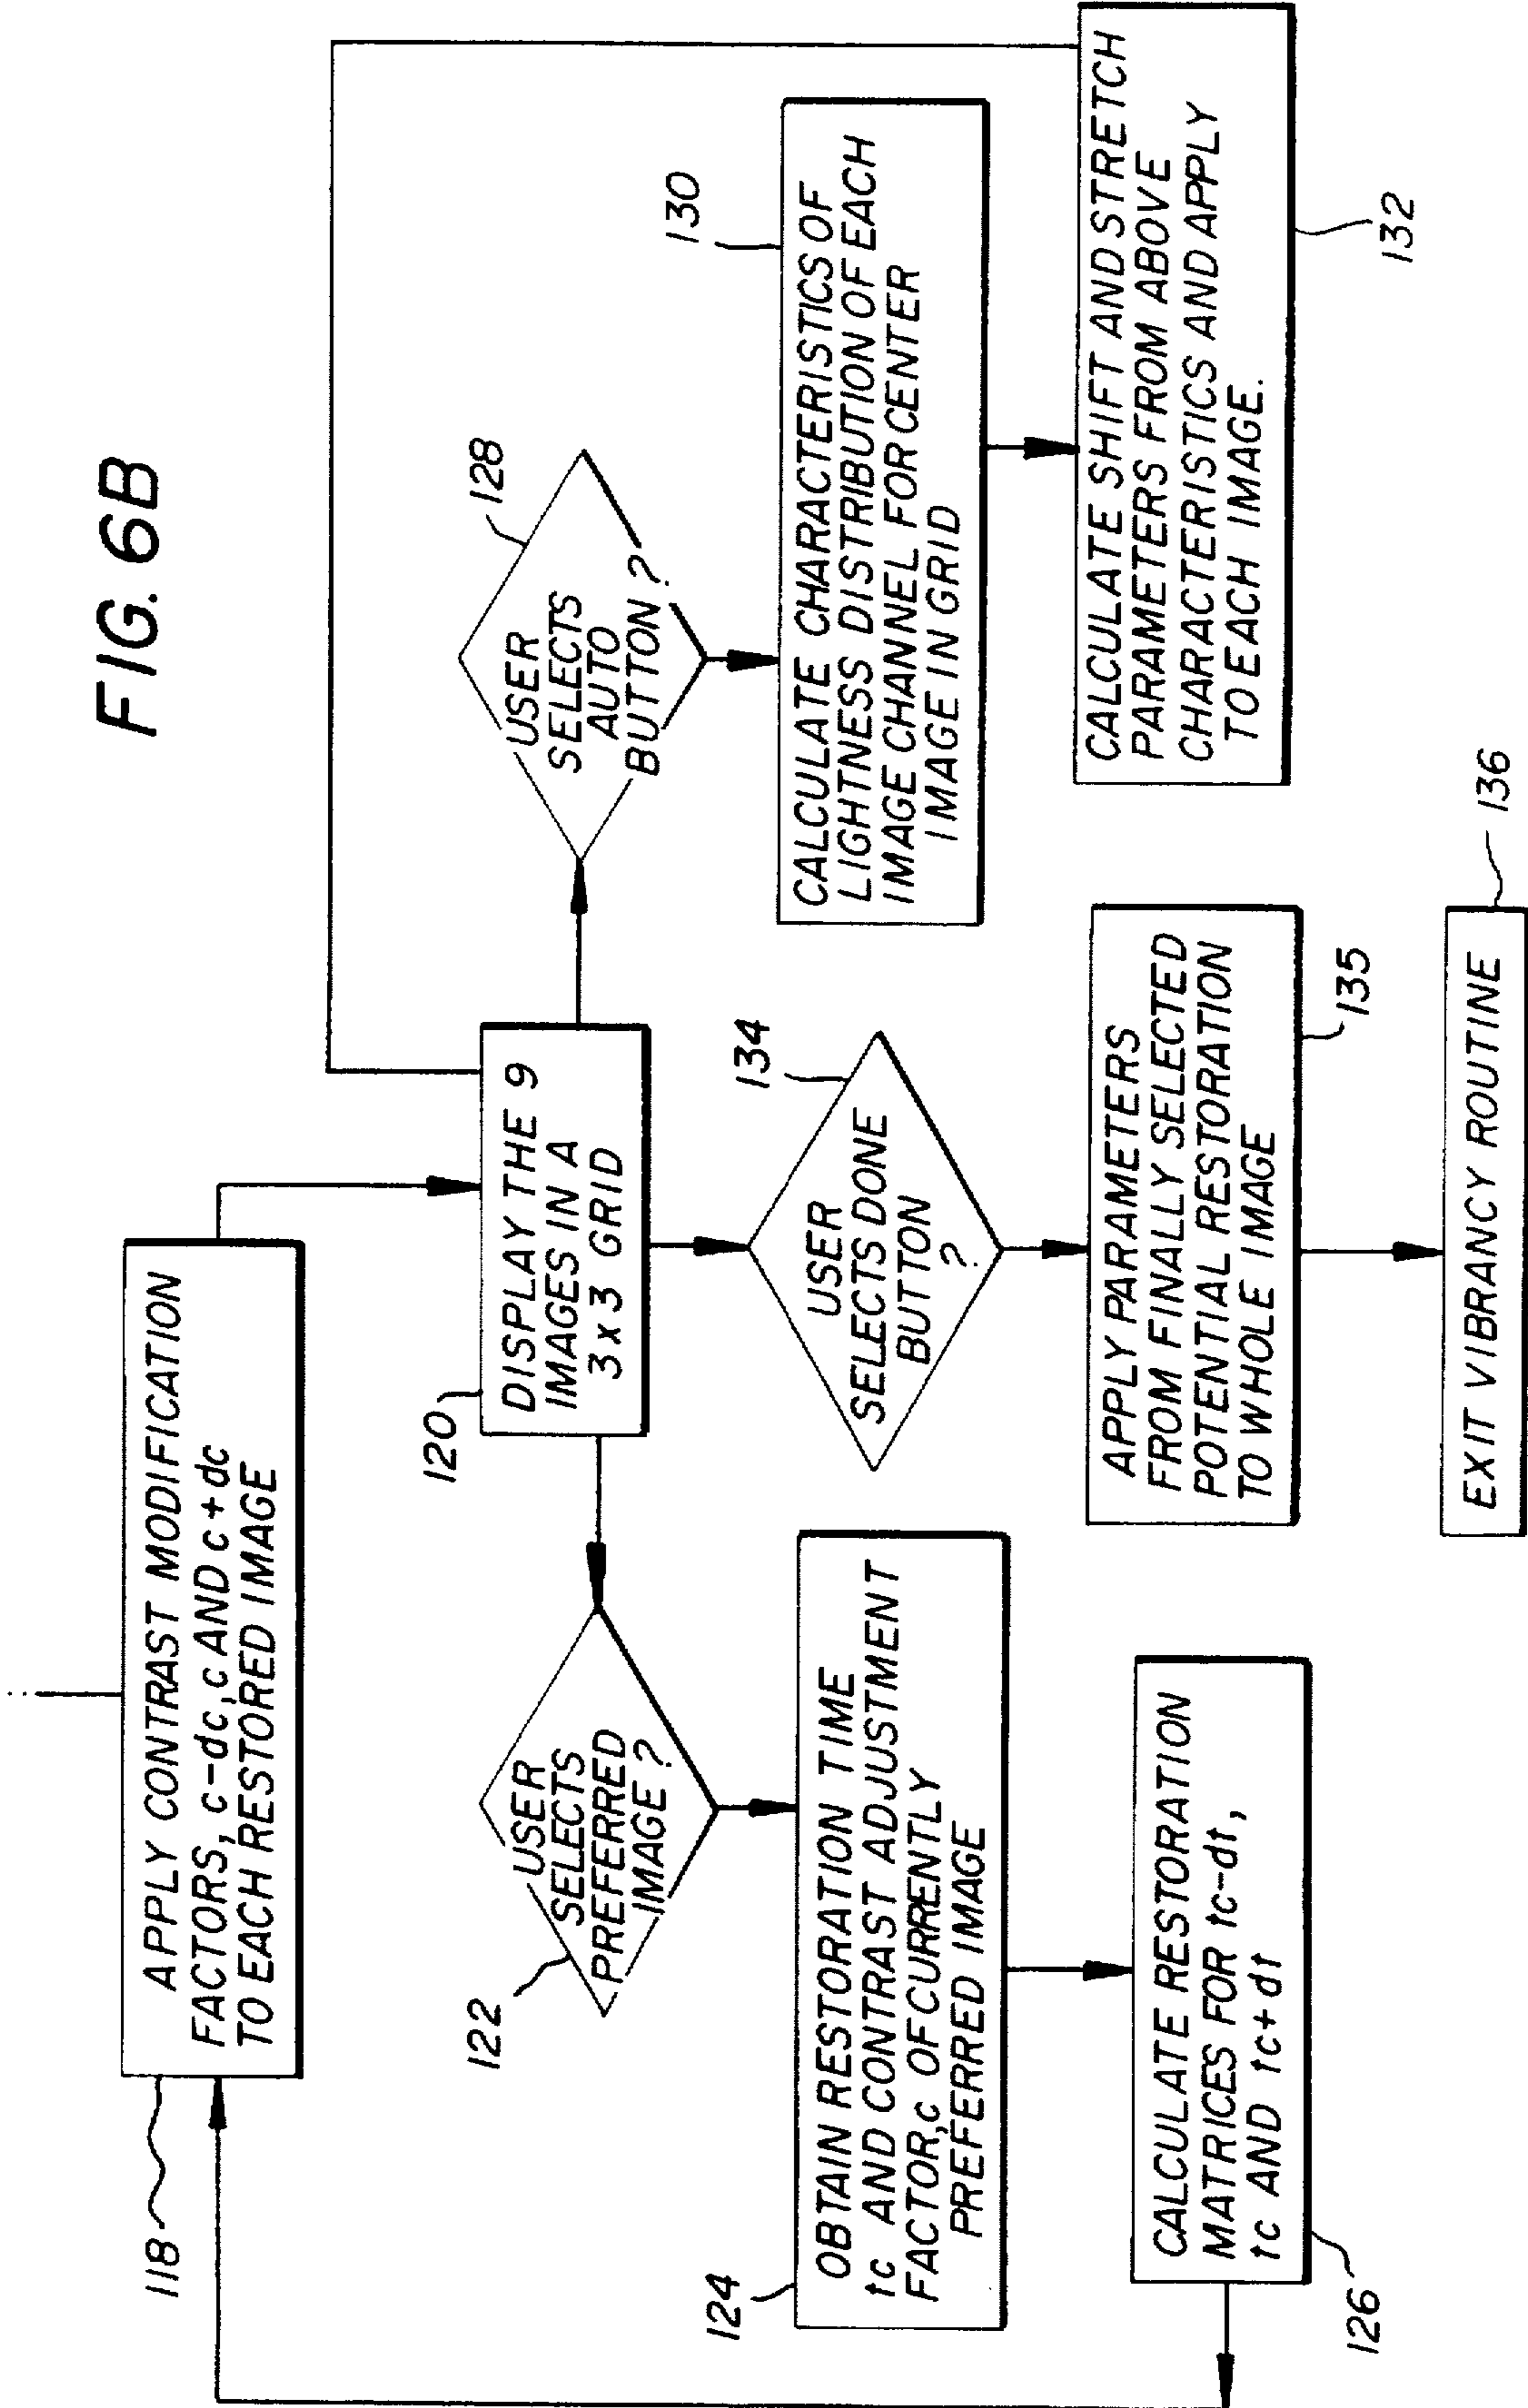 FIG. 6B
118
APPLY CONTRAST MODIFICATION
FACTORS, c-dc, c AND c+dc
TO EACH RESTORED IMAGE
120
DISPLAY THE 9
IMAGES IN A
3 x 3 GRID
122
USER
SELECTS
PREFERRED
IMAGE ?
124
OBTAIN RESTORATION TIME
tc AND CONTRAST ADJUSTMENT
FACTOR, c OF CURRENTLY
PREFERRED IMAGE
126
CALCULATE RESTORATION
MATRICES FOR tc-dt,
tc AND tc+dt
134
USER
SELECTS DONE
BUTTON
?
135
APPLY PARAMETERS
FROM FINALLY SELECTED
POTENTIAL RESTORATION
TO WHOLE IMAGE
136
EXIT VIBRANCY ROUTINE
128
USER
SELECTS
AUTO
BUTTON ?
130
CALCULATE CHARACTERISTICS OF
LIGHTNESS DISTRIBUTION OF EACH
IMAGE CHANNEL FOR CENTER
IMAGE IN GRID
132
CALCULATE SHIFT AND STRETCH
PARAMETERS FROM ABOVE
CHARACTERISTICS AND APPLY
TO EACH IMAGE.